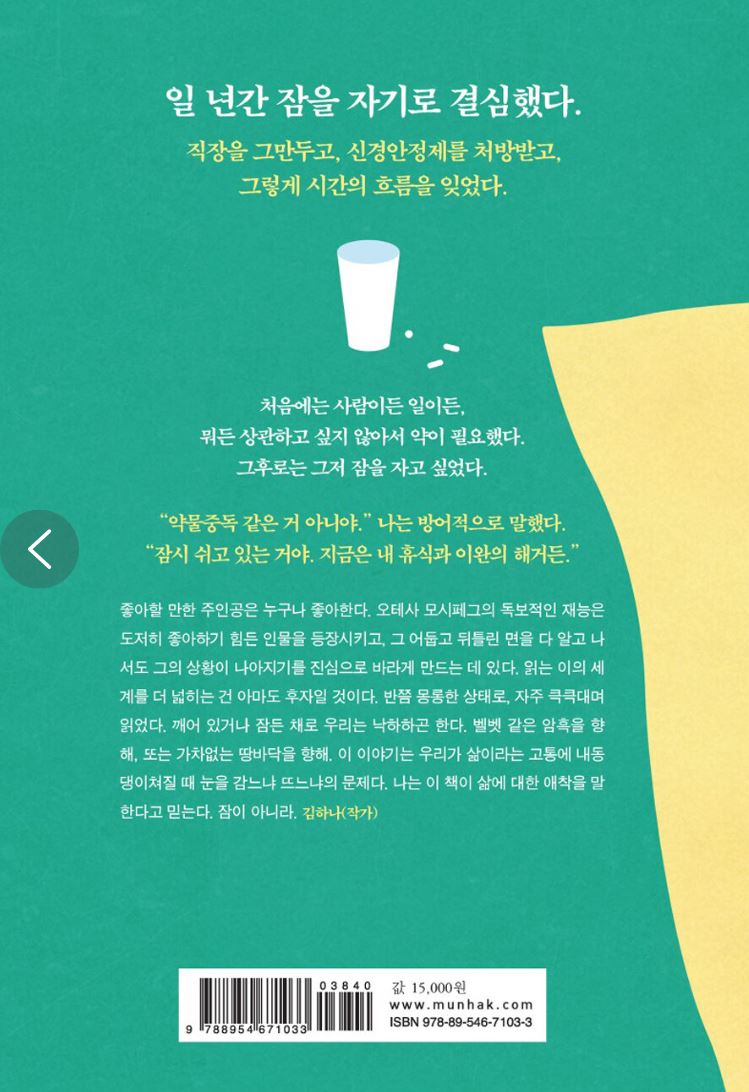 일 년간 잠을 자기로 결심했다.
직장을 그만두고, 신경안정제를 처방받고,
그렇게 시간의 흐름을 잊었다.
처음에는 사람이든 일이든,
뭐든 상관하고 싶지 않아서 약이 필요했다.
그후로는 그저 잠을 자고 싶었다.
“약물중독 같은 거 아니야.” 나는 방어적으로 말했다.
“잠시 쉬고 있는 거야. 지금은 내 휴식과 이완의 해거든.”
좋아할 만한 주인공은 누구나 좋아한다. 오테사 모시페그의 독보적인 재능은
도저히 좋아하기 힘든 인물을 등장시키고, 그 어둡고 뒤틀린 면을 다 알고 나
서도 그의 상황이 나아지기를 진심으로 바라게 만드는 데 있다. 읽는 이의 세
계를 더 넓히는 건 아마도 후자일 것이다. 반쯤 몽롱한 상태로, 자주 큭큭대며
읽었다. 깨어 있거나 잠든 채로 우리는 낙하하곤 한다. 벨벳 같은 암흑을 향
해, 또는 가차없는 땅바닥을 향해. 이 이야기는 우리가 삶이라는 고통에 내동
댕이쳐질 때 눈을 감느냐 뜨느냐의 문제다. 나는 이 책이 삶에 대한 애착을 말
한다고 믿는다. 잠이 아니라. 김하나(작가)
03840
9 788954 671033
값 15,000원
www.munhak.com
ISBN 978-89-546-7103-3